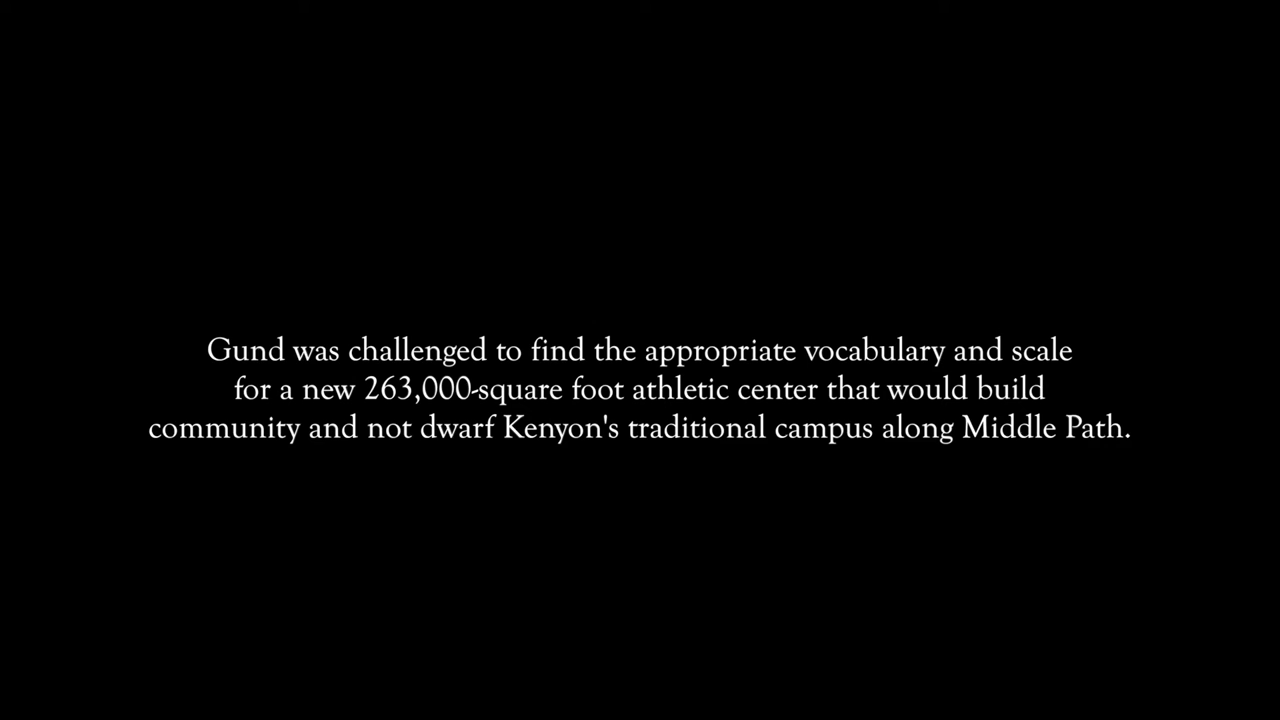 Gund was challenged to find the appropriate vocabulary and scale
for a new 263,000-square foot athletic center that would build
community and not dwarf Kenyon's traditional campus along Middle Path.